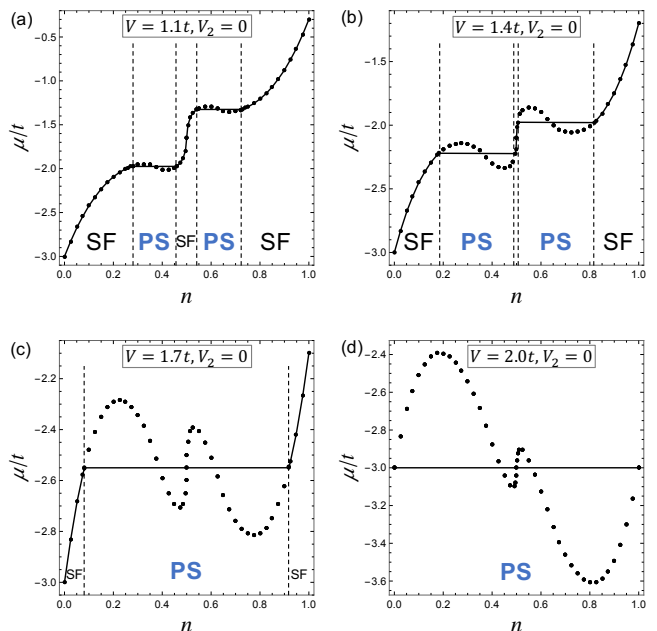 (a)
V = 1.1t, V₂ = 0
μ/t
-0.5
-1.0
-1.5
-2.0
-2.5
-3.0
SF PS SF PS SF
0.0 0.2 0.4 0.6 0.8 1.0
n
(b)
V = 1.4t, V₂ = 0
μ/t
-1.5
-2.0
-2.5
-3.0
SF PS PS SF
0.0 0.2 0.4 0.6 0.8 1.0
n
(c)
V = 1.7t, V₂ = 0
μ/t
-2.2
-2.4
-2.6
-2.8
-3.0
SF PS SF
0.0 0.2 0.4 0.6 0.8 1.0
n
(d)
V = 2.0t, V₂ = 0
μ/t
-2.4
-2.6
-2.8
-3.0
-3.2
-3.4
-3.6
PS
0.0 0.2 0.4 0.6 0.8 1.0
n